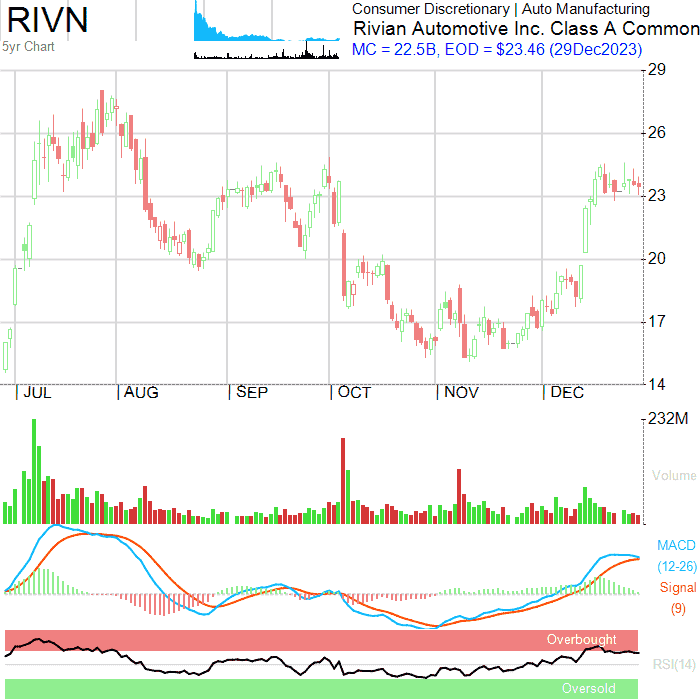 RIVN
5yr Chart
Consumer Discretionary | Auto Manufacturing
Rivian Automotive Inc. Class A Common
MC = 22.5B, EOD = $23.46 (29Dec2023)
29
26
23
20
17
14
JUL AUG SEP OCT NOV DEC
232M
Volume
MACD
(12-26)
Signal
(9)
Overbought
RSI(14)
Oversold